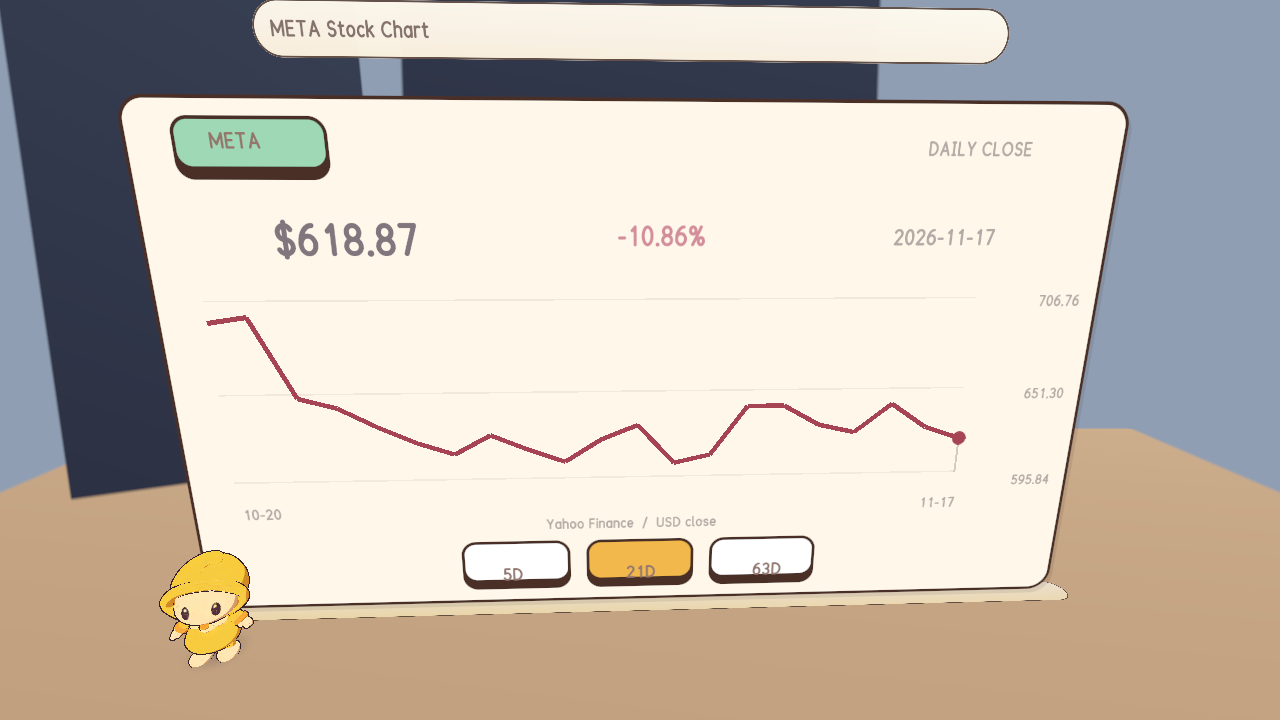 META Stock Chart
META
DAILY CLOSE
$618.87
-10.86%
2026-11-17
706.76
651.30
595.84
10-20
11-17
Yahoo Finance / USD close
5D
21D
63D